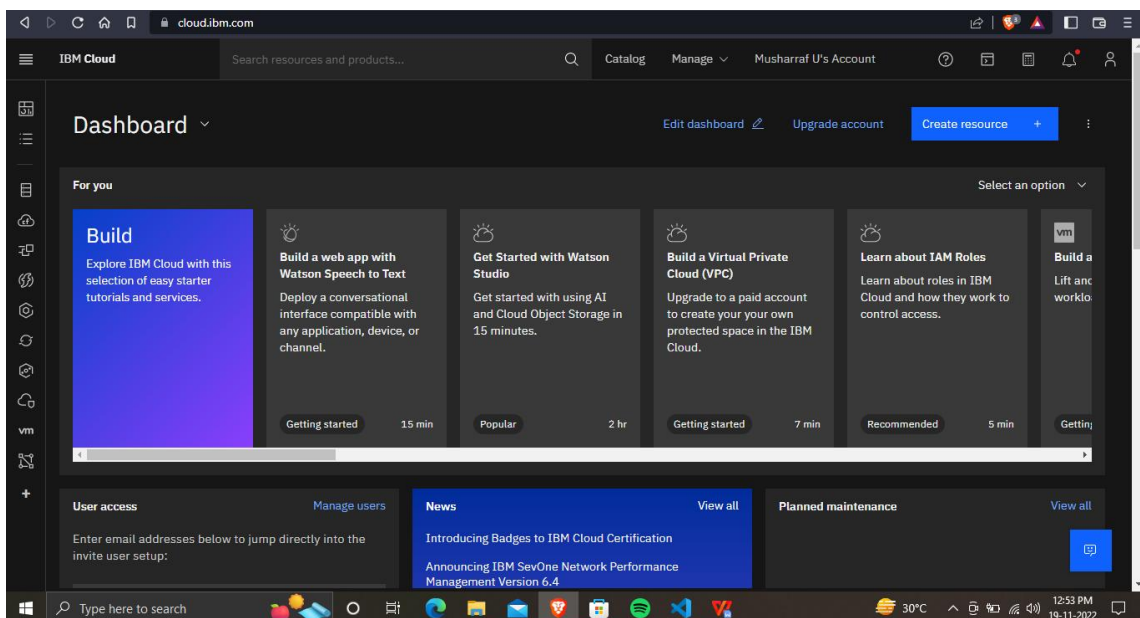 cloud.ibm.com
IBM Cloud
Search resources and products...
Catalog
Manage
Musharraf U's Account
Dashboard
Edit dashboard
Upgrade account
Create resource +
For you
Select an option
Build
Explore IBM Cloud with this
selection of easy starter
tutorials and services.
Build a web app with
Watson Speech to Text
Deploy a conversational
interface compatible with
any application, device, or
channel.
Getting started
15 min
Get Started with Watson
Studio
Get started with using AI
and Cloud Object Storage in
15 minutes.
Popular
2 hr
Build a Virtual Private
Cloud (VPC)
Upgrade to a paid account
to create your your own
protected space in the IBM
Cloud.
Getting started
7 min
Learn about IAM Roles
Learn about roles in IBM
Cloud and how they work to
control access.
Recommended
5 min
vm
Build a
Lift and
worklo
Getting
vm
User access
Manage users
Enter email addresses below to jump directly into the
invite user setup:
News
View all
Introducing Badges to IBM Cloud Certification
Announcing IBM SevOne Network Performance
Management Version 6.4
Planned maintenance
View all
Type here to search
30°C
12:53 PM
19-11-2022